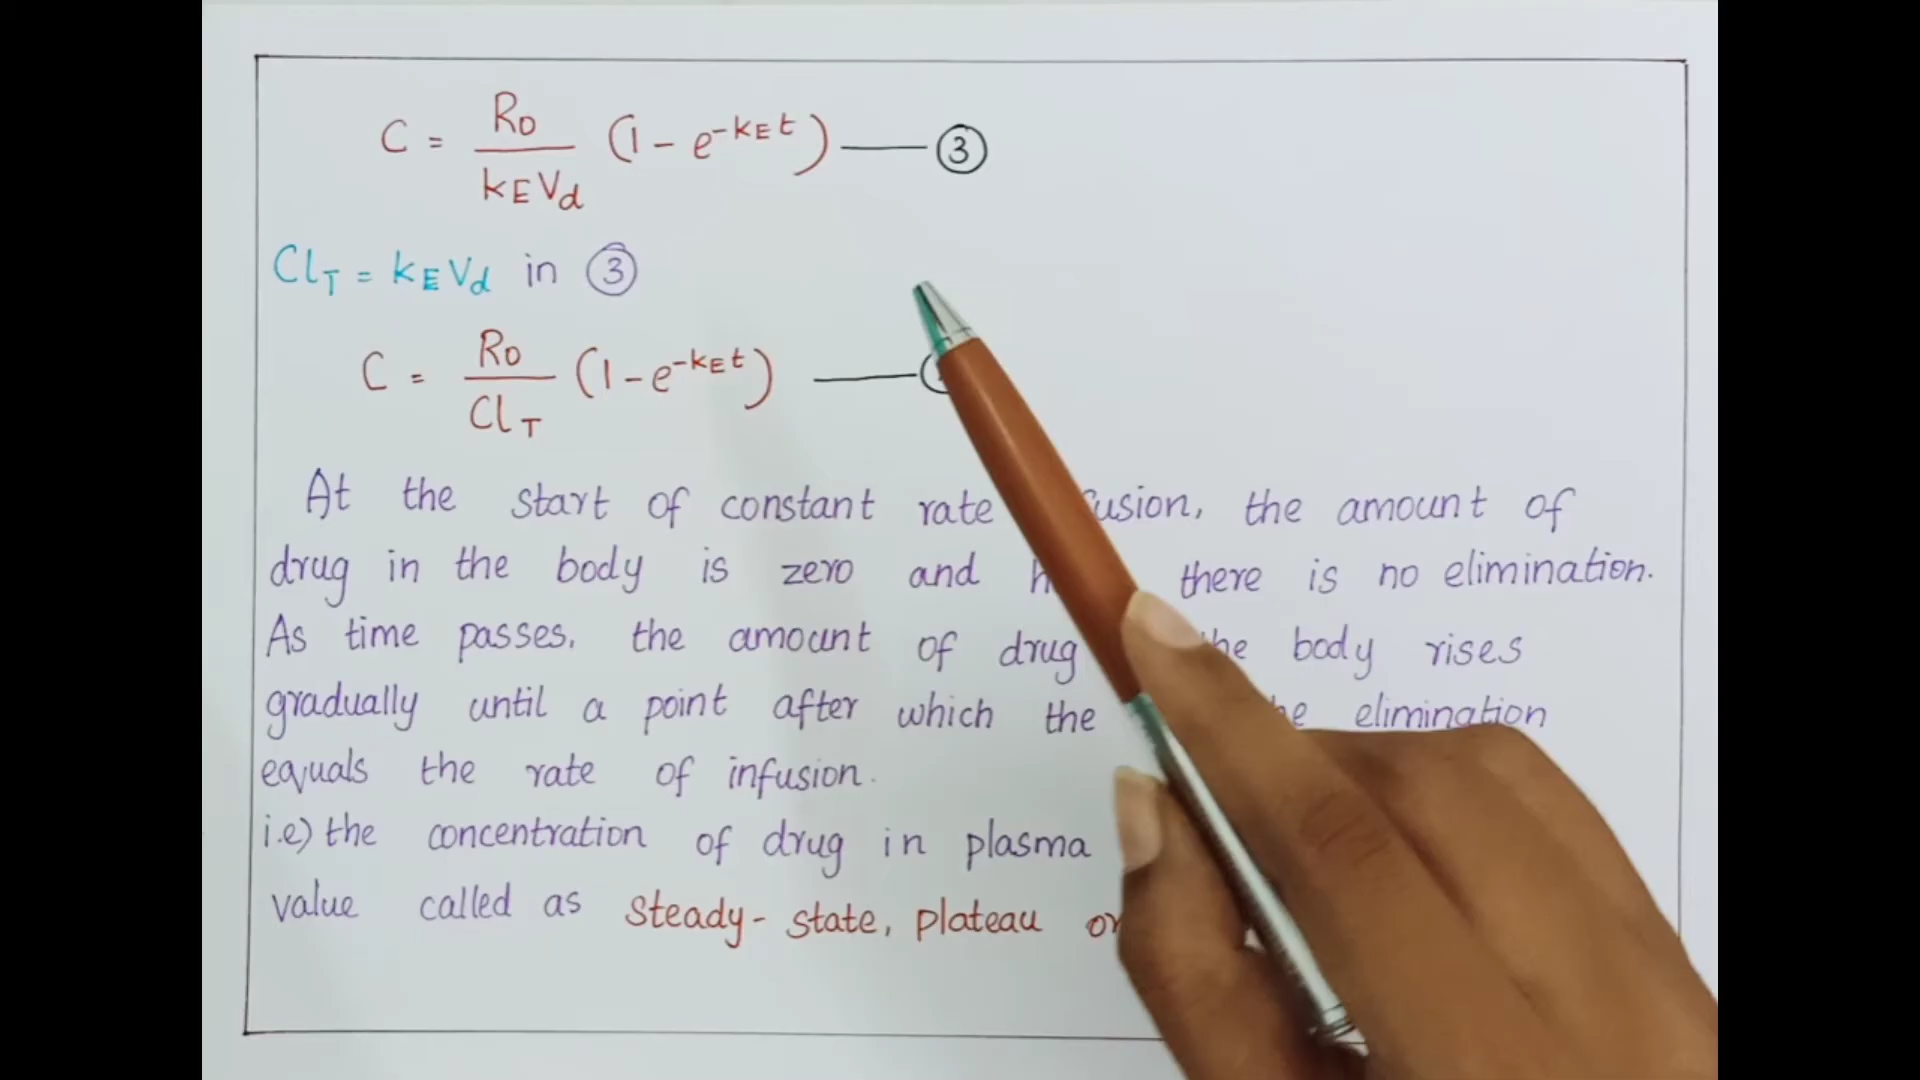 C = R₀ / kEVd (1 - e^-kEt) — ③
ClT = kEVd in ③
C = R₀ / ClT (1 - e^-kEt) —
At the start of constant rate the amount of
drug in the body is zero and there is no elimination.
As time passes, the amount of drug the body rises
gradually until a point after which the elimination
equals the rate of infusion.
i.e) the concentration of drug in plasma
value called as steady-state, plateau or